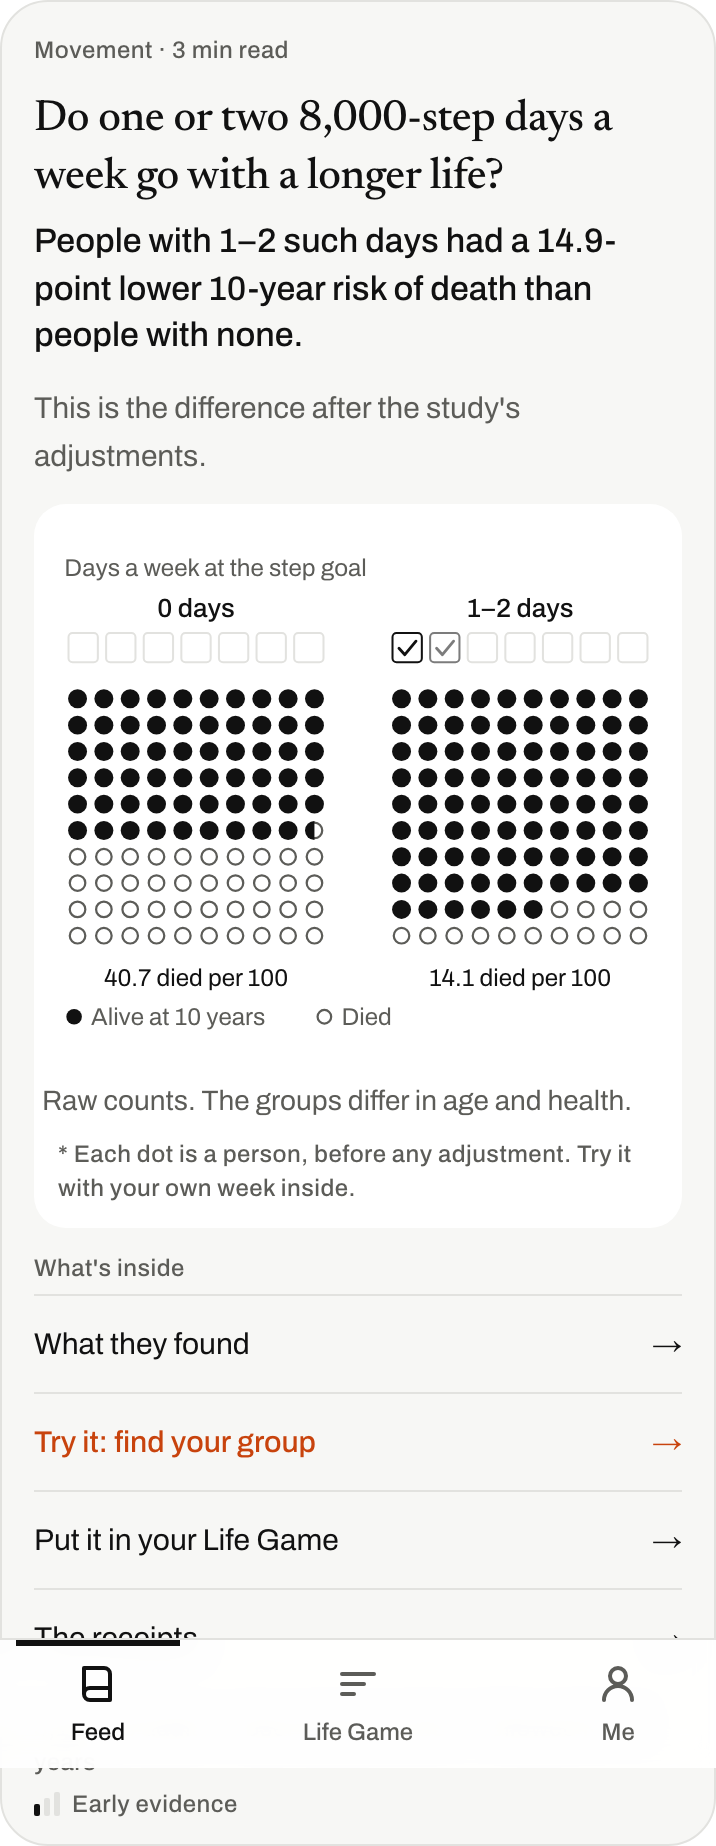 Movement · 3 min read
Do one or two 8,000-step days a
week go with a longer life?
People with 1–2 such days had a 14.9-
point lower 10-year risk of death than
people with none.
This is the difference after the study's
adjustments.
Days a week at the step goal
0 days
1–2 days
40.7 died per 100
14.1 died per 100
Alive at 10 years
Died
Raw counts. The groups differ in age and health.
* Each dot is a person, before any adjustment. Try it
with your own week inside.
What's inside
What they found →
Try it: find your group →
Put it in your Life Game →
The receipts
Feed
Life Game
Me
years
Early evidence